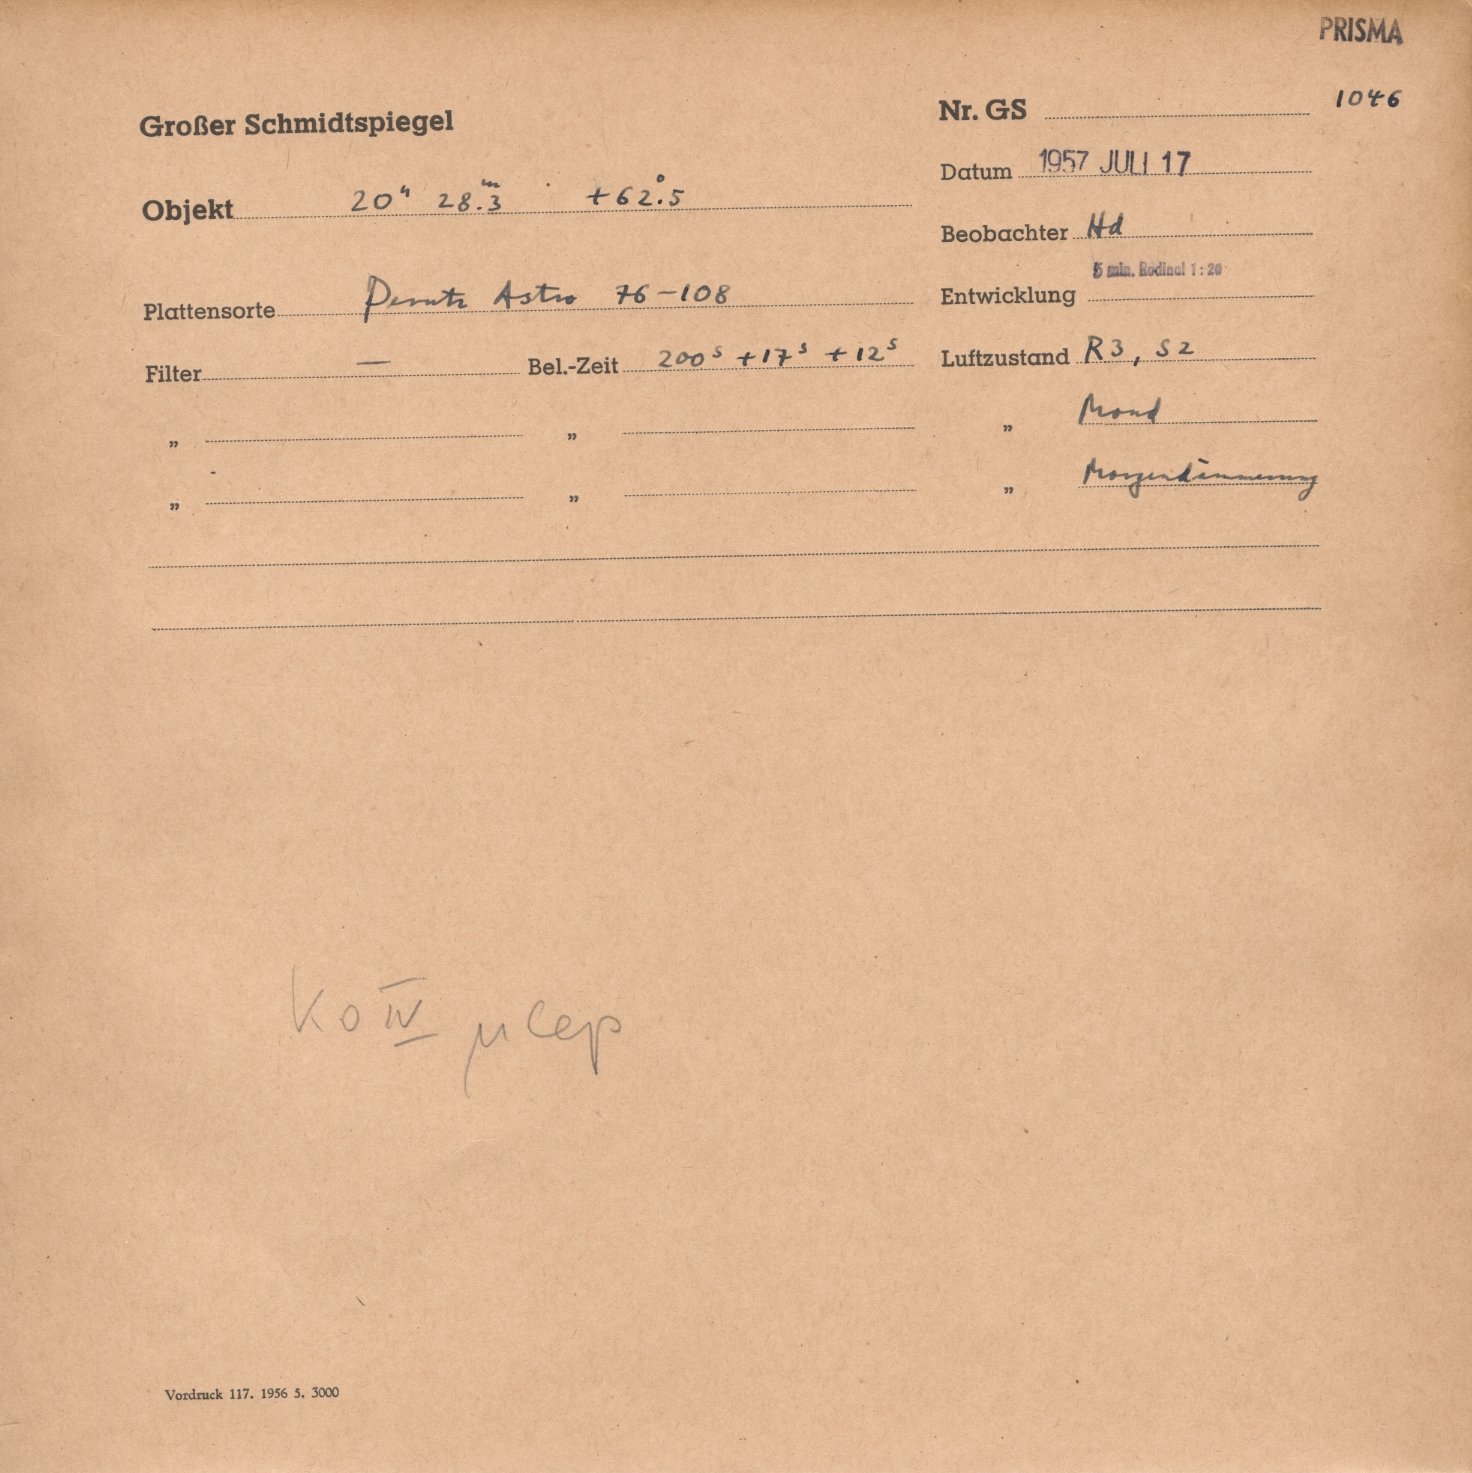 PRISMA
Großer Schmidtspiegel
Nr. GS 1046
Datum 1957 JULI 17
Objekt 20ʰ 28.ᵐ3 +62.°5
Beobachter Hd
5 min. Rodinal 1:20
Plattensorte Perutz Astro 76-108
Entwicklung
Filter — Bel.-Zeit 200ˢ +17ˢ +12ˢ
Luftzustand R3, S2
„ „ „ Mond
„ „ „ Morgendämmerung
K0 IV μ Cep
Vordruck 117. 1956 5. 3000